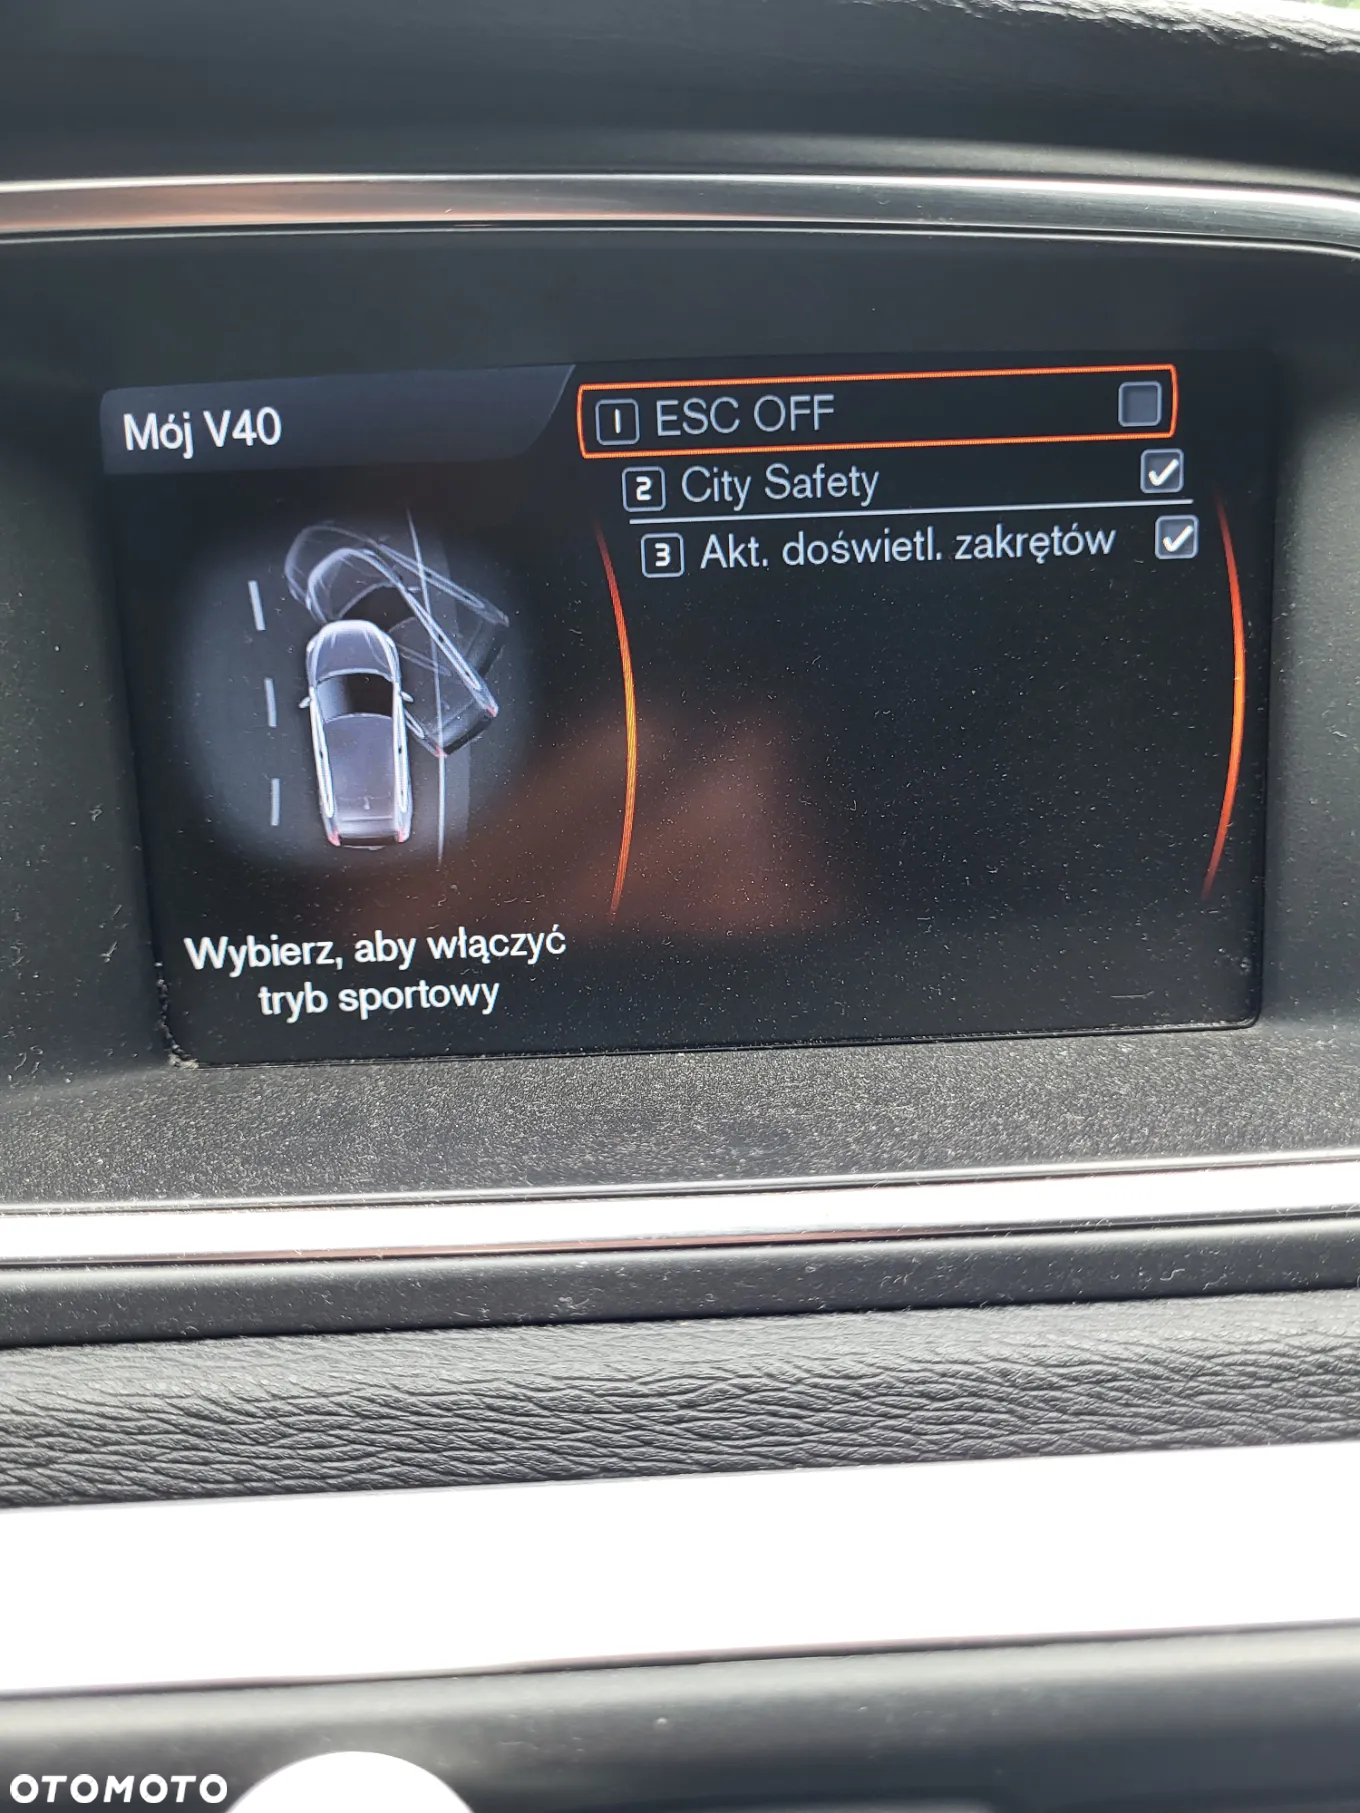 Mój V40
1 ESC OFF
2 City Safety
3 Akt. doświetl. zakrętów
Wybierz, aby włączyć
tryb sportowy
OTOMOTO